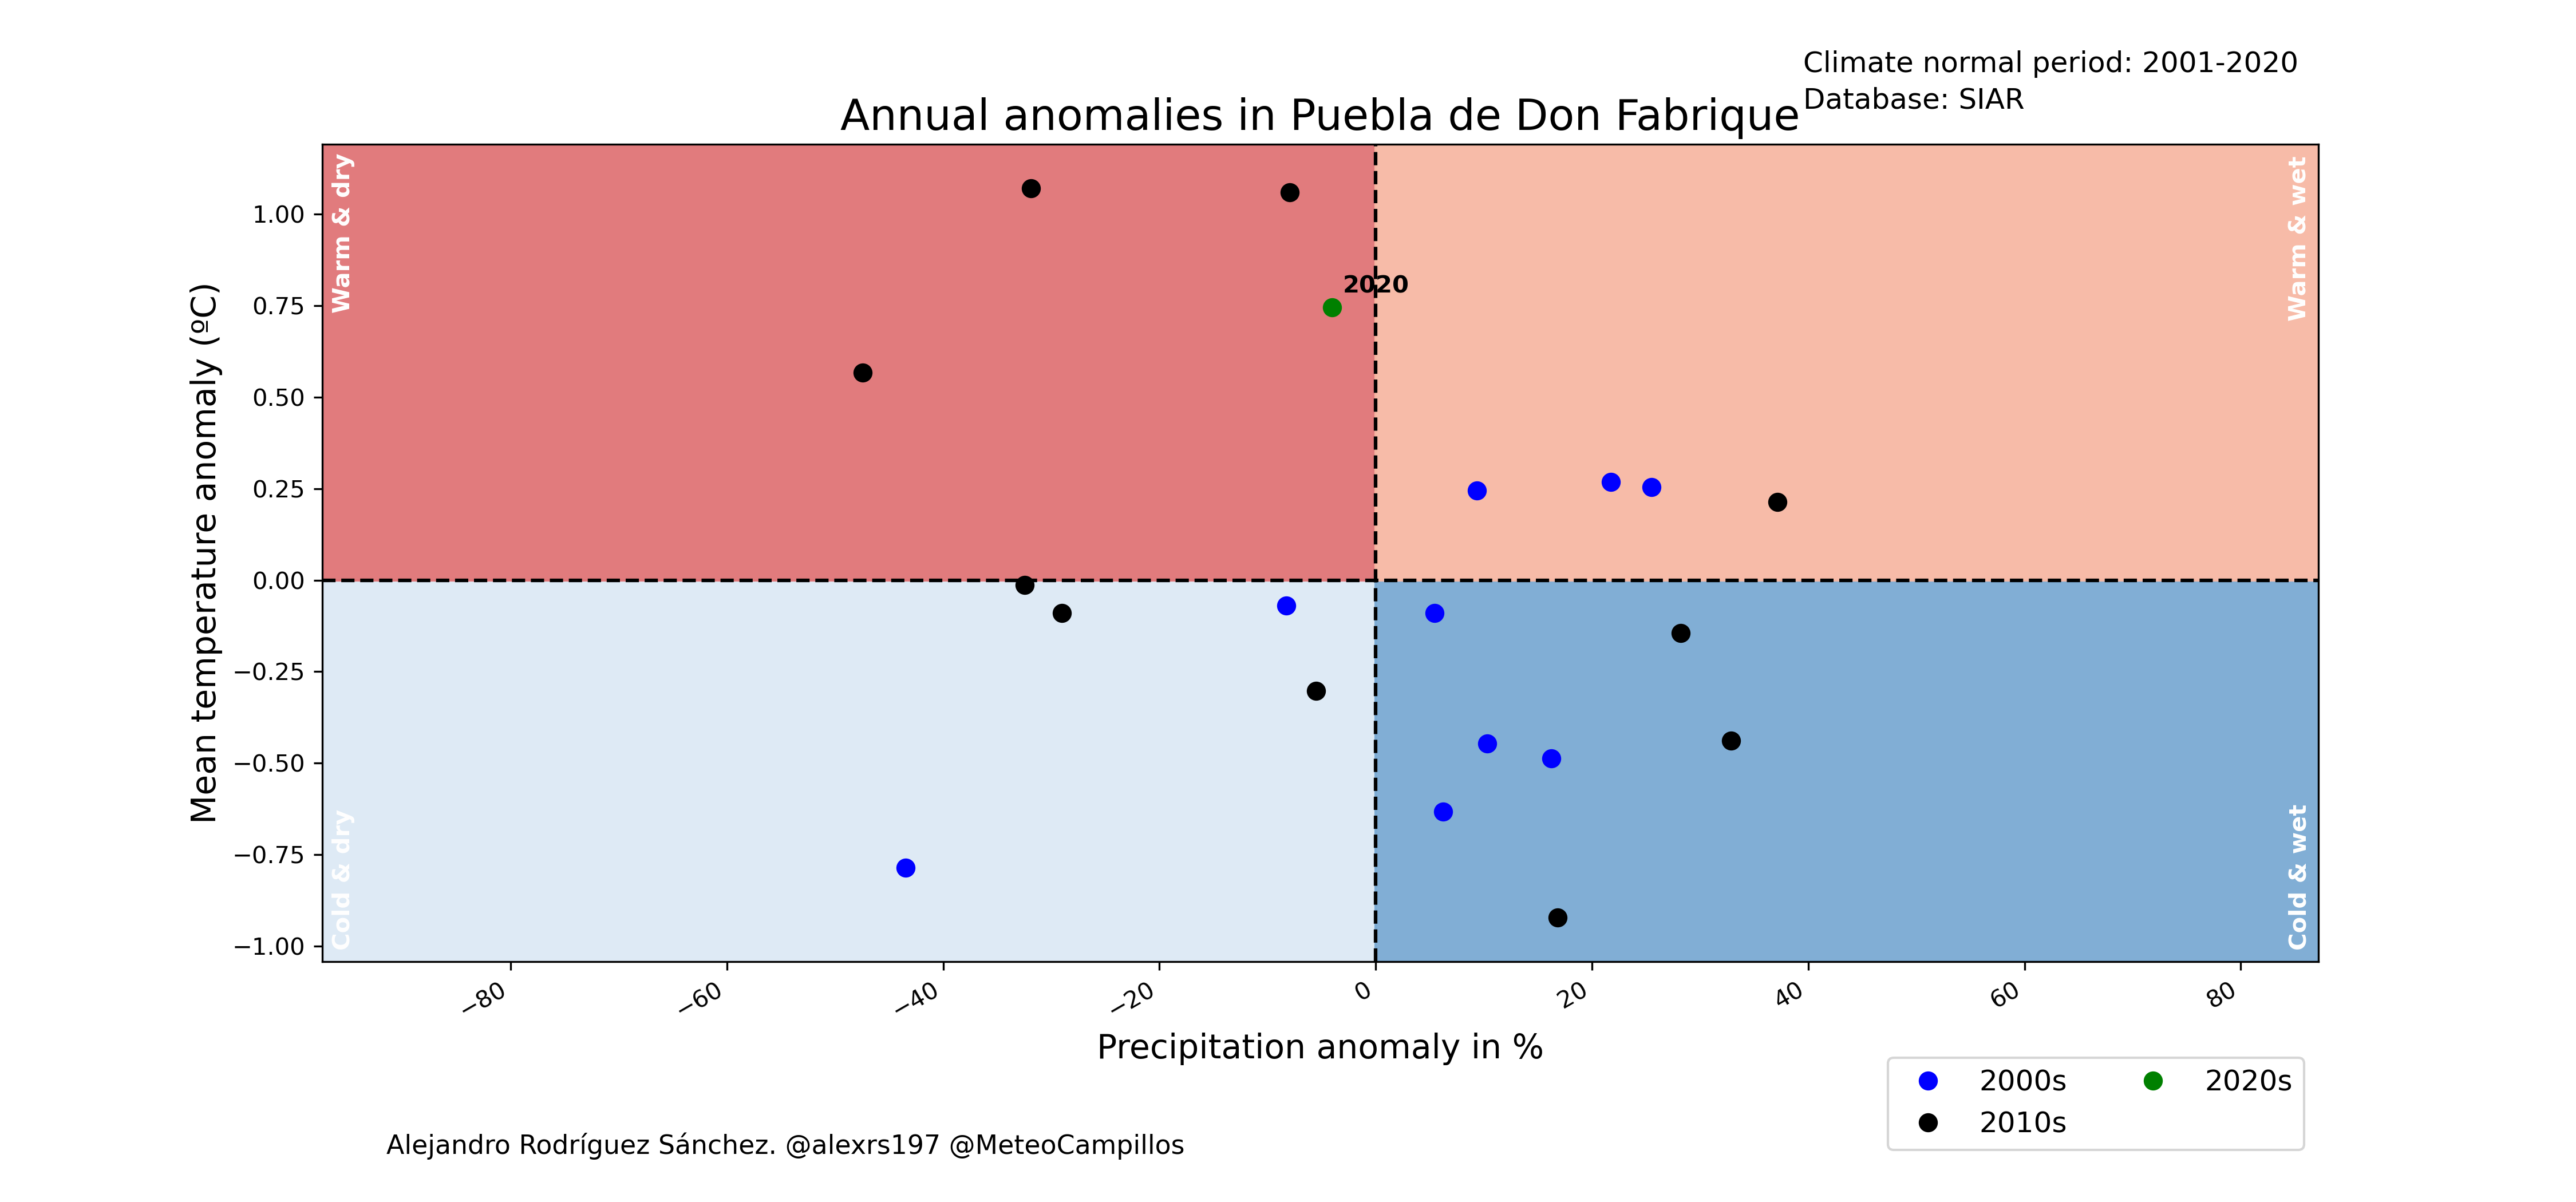 Climate normal period: 2001-2020
Database: SIAR
Annual anomalies in Puebla de Don Fabrique
Warm & dry
Warm & wet
2020
Cold & dry
Cold & wet
Mean temperature anomaly (ºC)
1.00
0.75
0.50
0.25
0.00
−0.25
−0.50
−0.75
−1.00
−80 −60 −40 −20 0 20 40 60 80
Precipitation anomaly in %
2000s 2020s
2010s
Alejandro Rodríguez Sánchez. @alexrs197 @MeteoCampillos